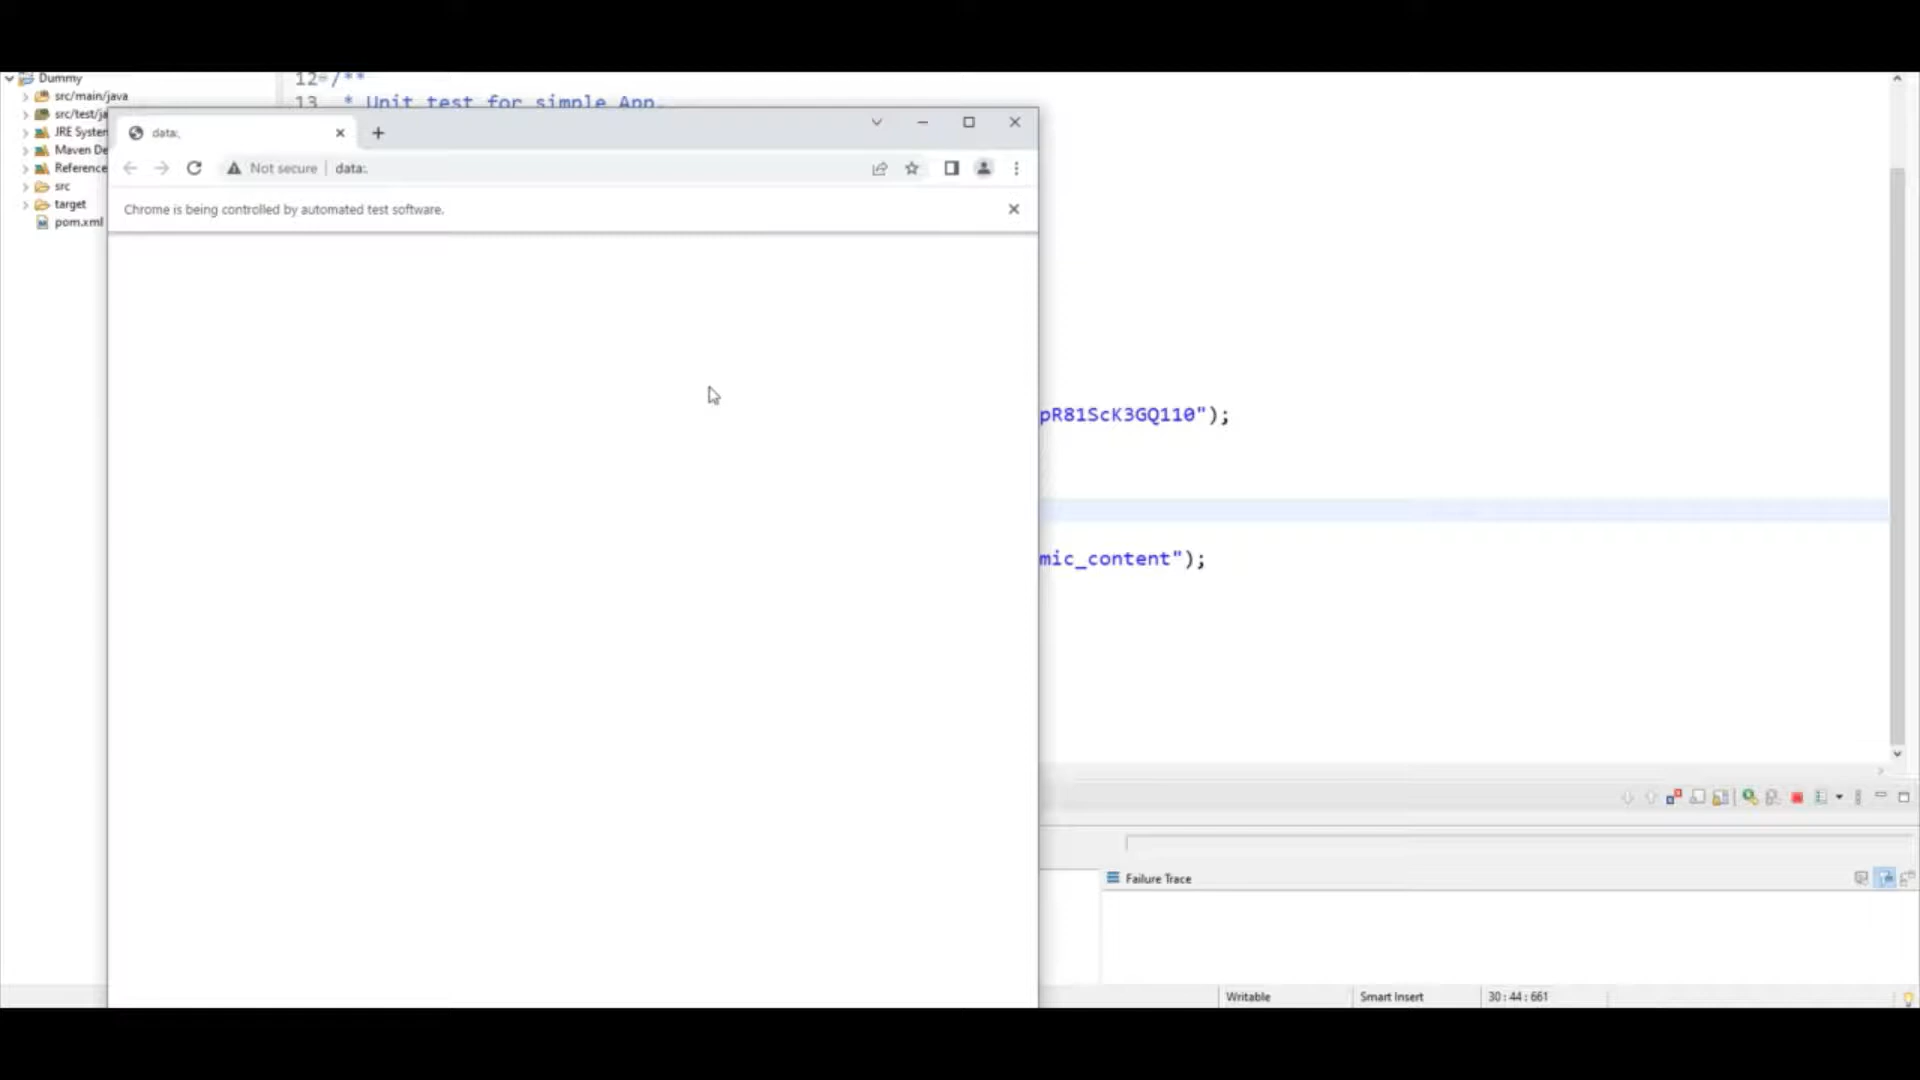 Dummy
src/main/java
src/test/ja
JRE System
Maven De
Reference
src
target
pom.xml
12 /**
13 * Unit test for simple App.
data:,
Not secure | data:,
Chrome is being controlled by automated test software.
pR81ScK3GQ110");
mic_content");
Failure Trace
Writable
Smart Insert
30 : 44 : 661